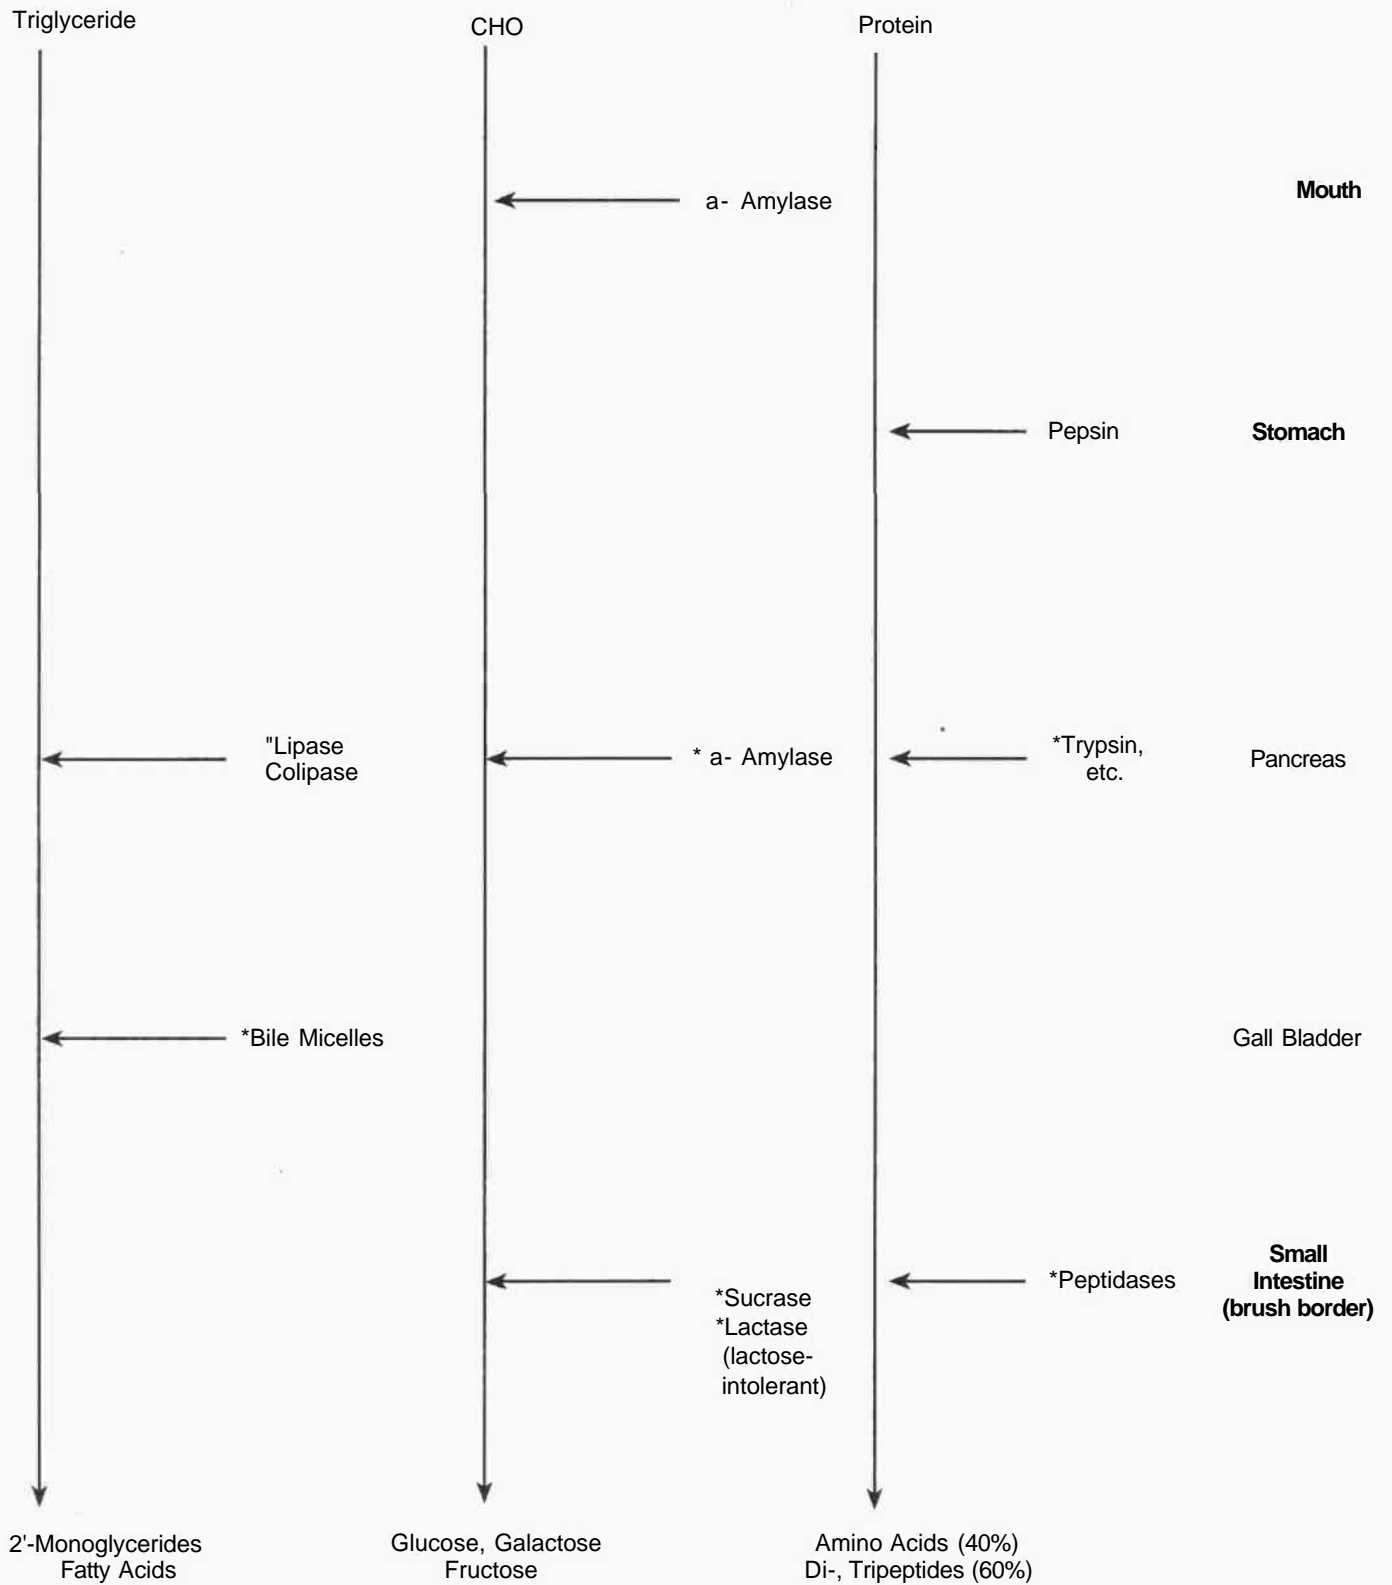 Triglyceride
CHO
Protein
a- Amylase
Mouth
Pepsin
Stomach
"Lipase
Colipase
* a- Amylase
*Trypsin,
etc.
Pancreas
*Bile Micelles
Gall Bladder
*Sucrase
*Lactase
(lactose-
intolerant)
*Peptidases
Small
Intestine
(brush border)
2'-Monoglycerides
Fatty Acids
Glucose, Galactose
Fructose
Amino Acids (40%)
Di-, Tripeptides (60%)